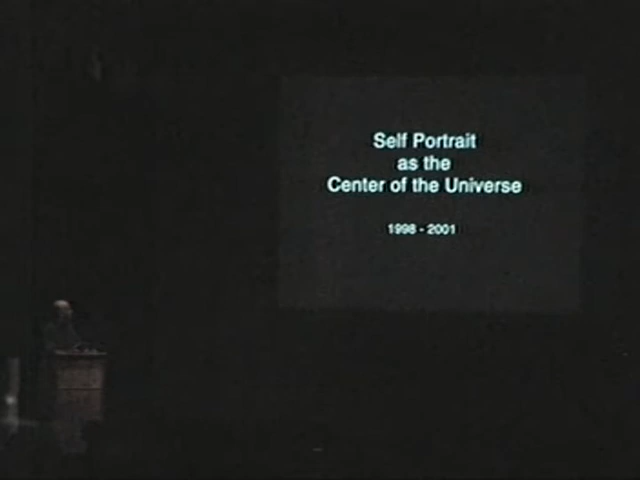 Self Portrait
as the
Center of the Universe
1998 - 2001